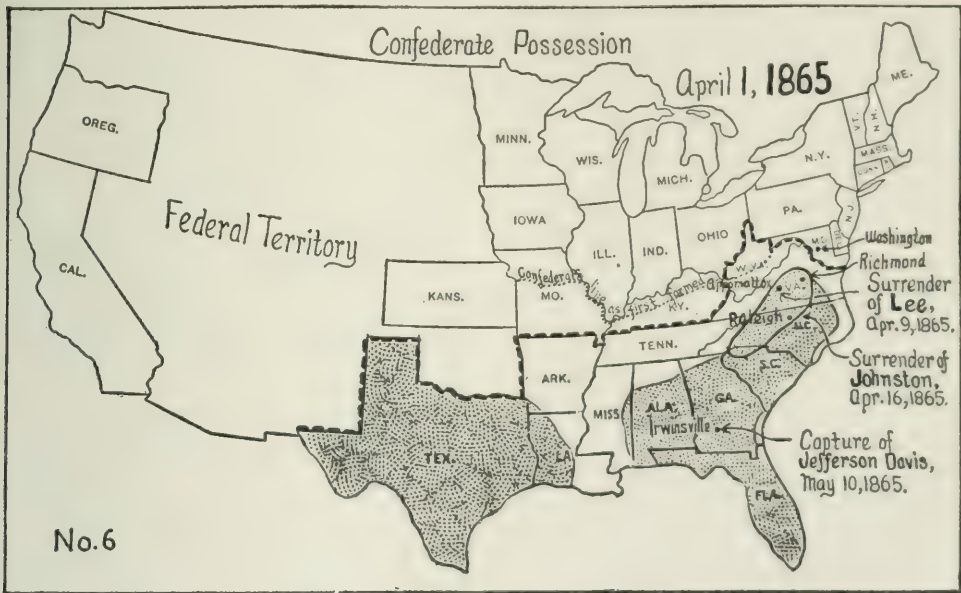 Confederate Possession
April 1, 1865
ME.
VT.
N.H.
OREG.
MINN.
WIS.
MICH.
N.Y.
MASS.
CONN.
IOWA
PA.
N.J.
Federal Territory
ILL.
IND.
OHIO
MD.
Washington
CAL.
W.VA.
Richmond
Confederate as first formed
Appomattox
VA.
Surrender
of Lee,
Apr. 9, 1865.
KANS.
MO.
KY.
Raleigh
N.C.
TENN.
Surrender of
Johnston,
Apr. 16, 1865.
ARK.
S.C.
MISS
ALA.
GA.
Irwinsville
Capture of
Jefferson Davis,
May 10, 1865.
TEX.
LA.
FLA.
No. 6